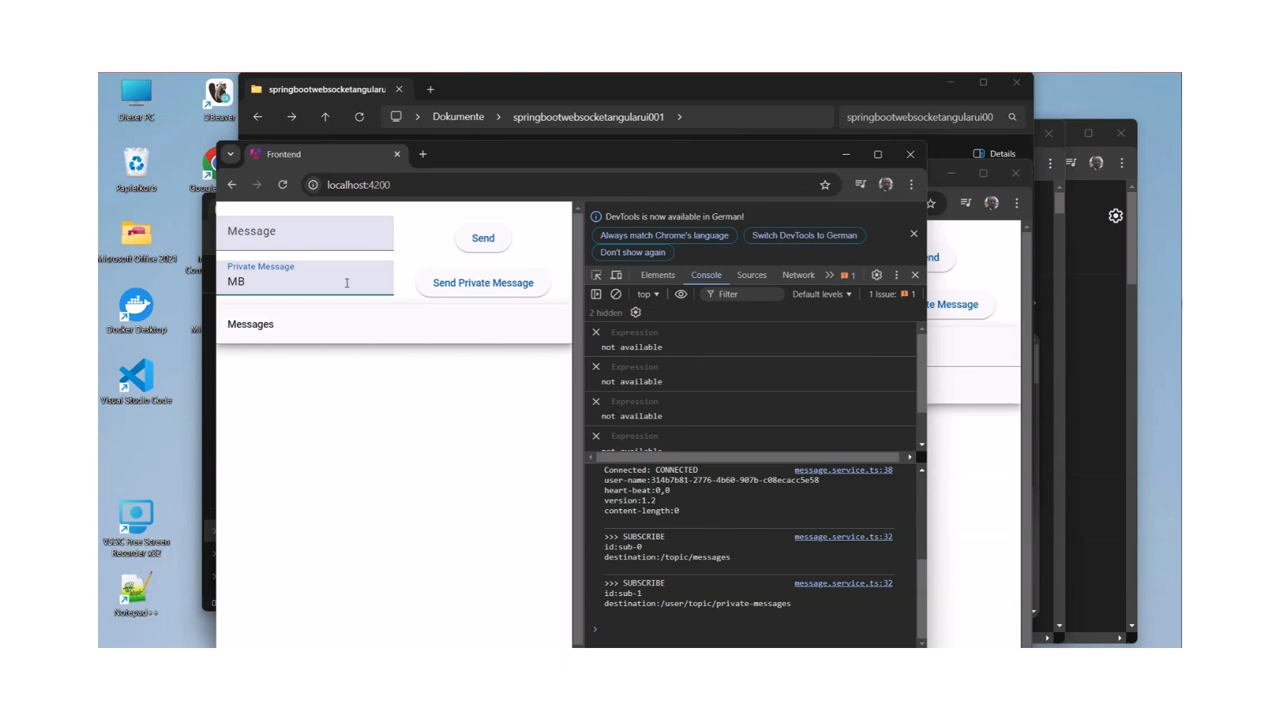 Dieser PC
DBeaver
Papierkorb
Microsoft Office 2021
Docker Desktop
Visual Studio Code
VSDC Free Screen
Recorder x32
Notepad++
springbootwebsocketangularu
Dokumente
springbootwebsocketangularui001
springbootwebsocketangularui00
Details
Frontend
localhost:4200
Message
Send
Private Message
MB
Send Private Message
Messages
DevTools is now available in German!
Always match Chrome's language
Switch DevTools to German
Don't show again
Elements
Console
Sources
Network
1
top
Filter
Default levels
1 Issue:
1
2 hidden
Expression
not available
Expression
not available
Expression
not available
Expression
not available
Connected: CONNECTED
message.service.ts:38
user-name:314b7b81-2776-4b60-907b-c08ecacc5e58
heart-beat:0,0
version:1.2
content-length:0
>>> SUBSCRIBE
message.service.ts:32
id:sub-0
destination:/topic/messages
>>> SUBSCRIBE
message.service.ts:32
id:sub-1
destination:/user/topic/private-messages
nd
te Message